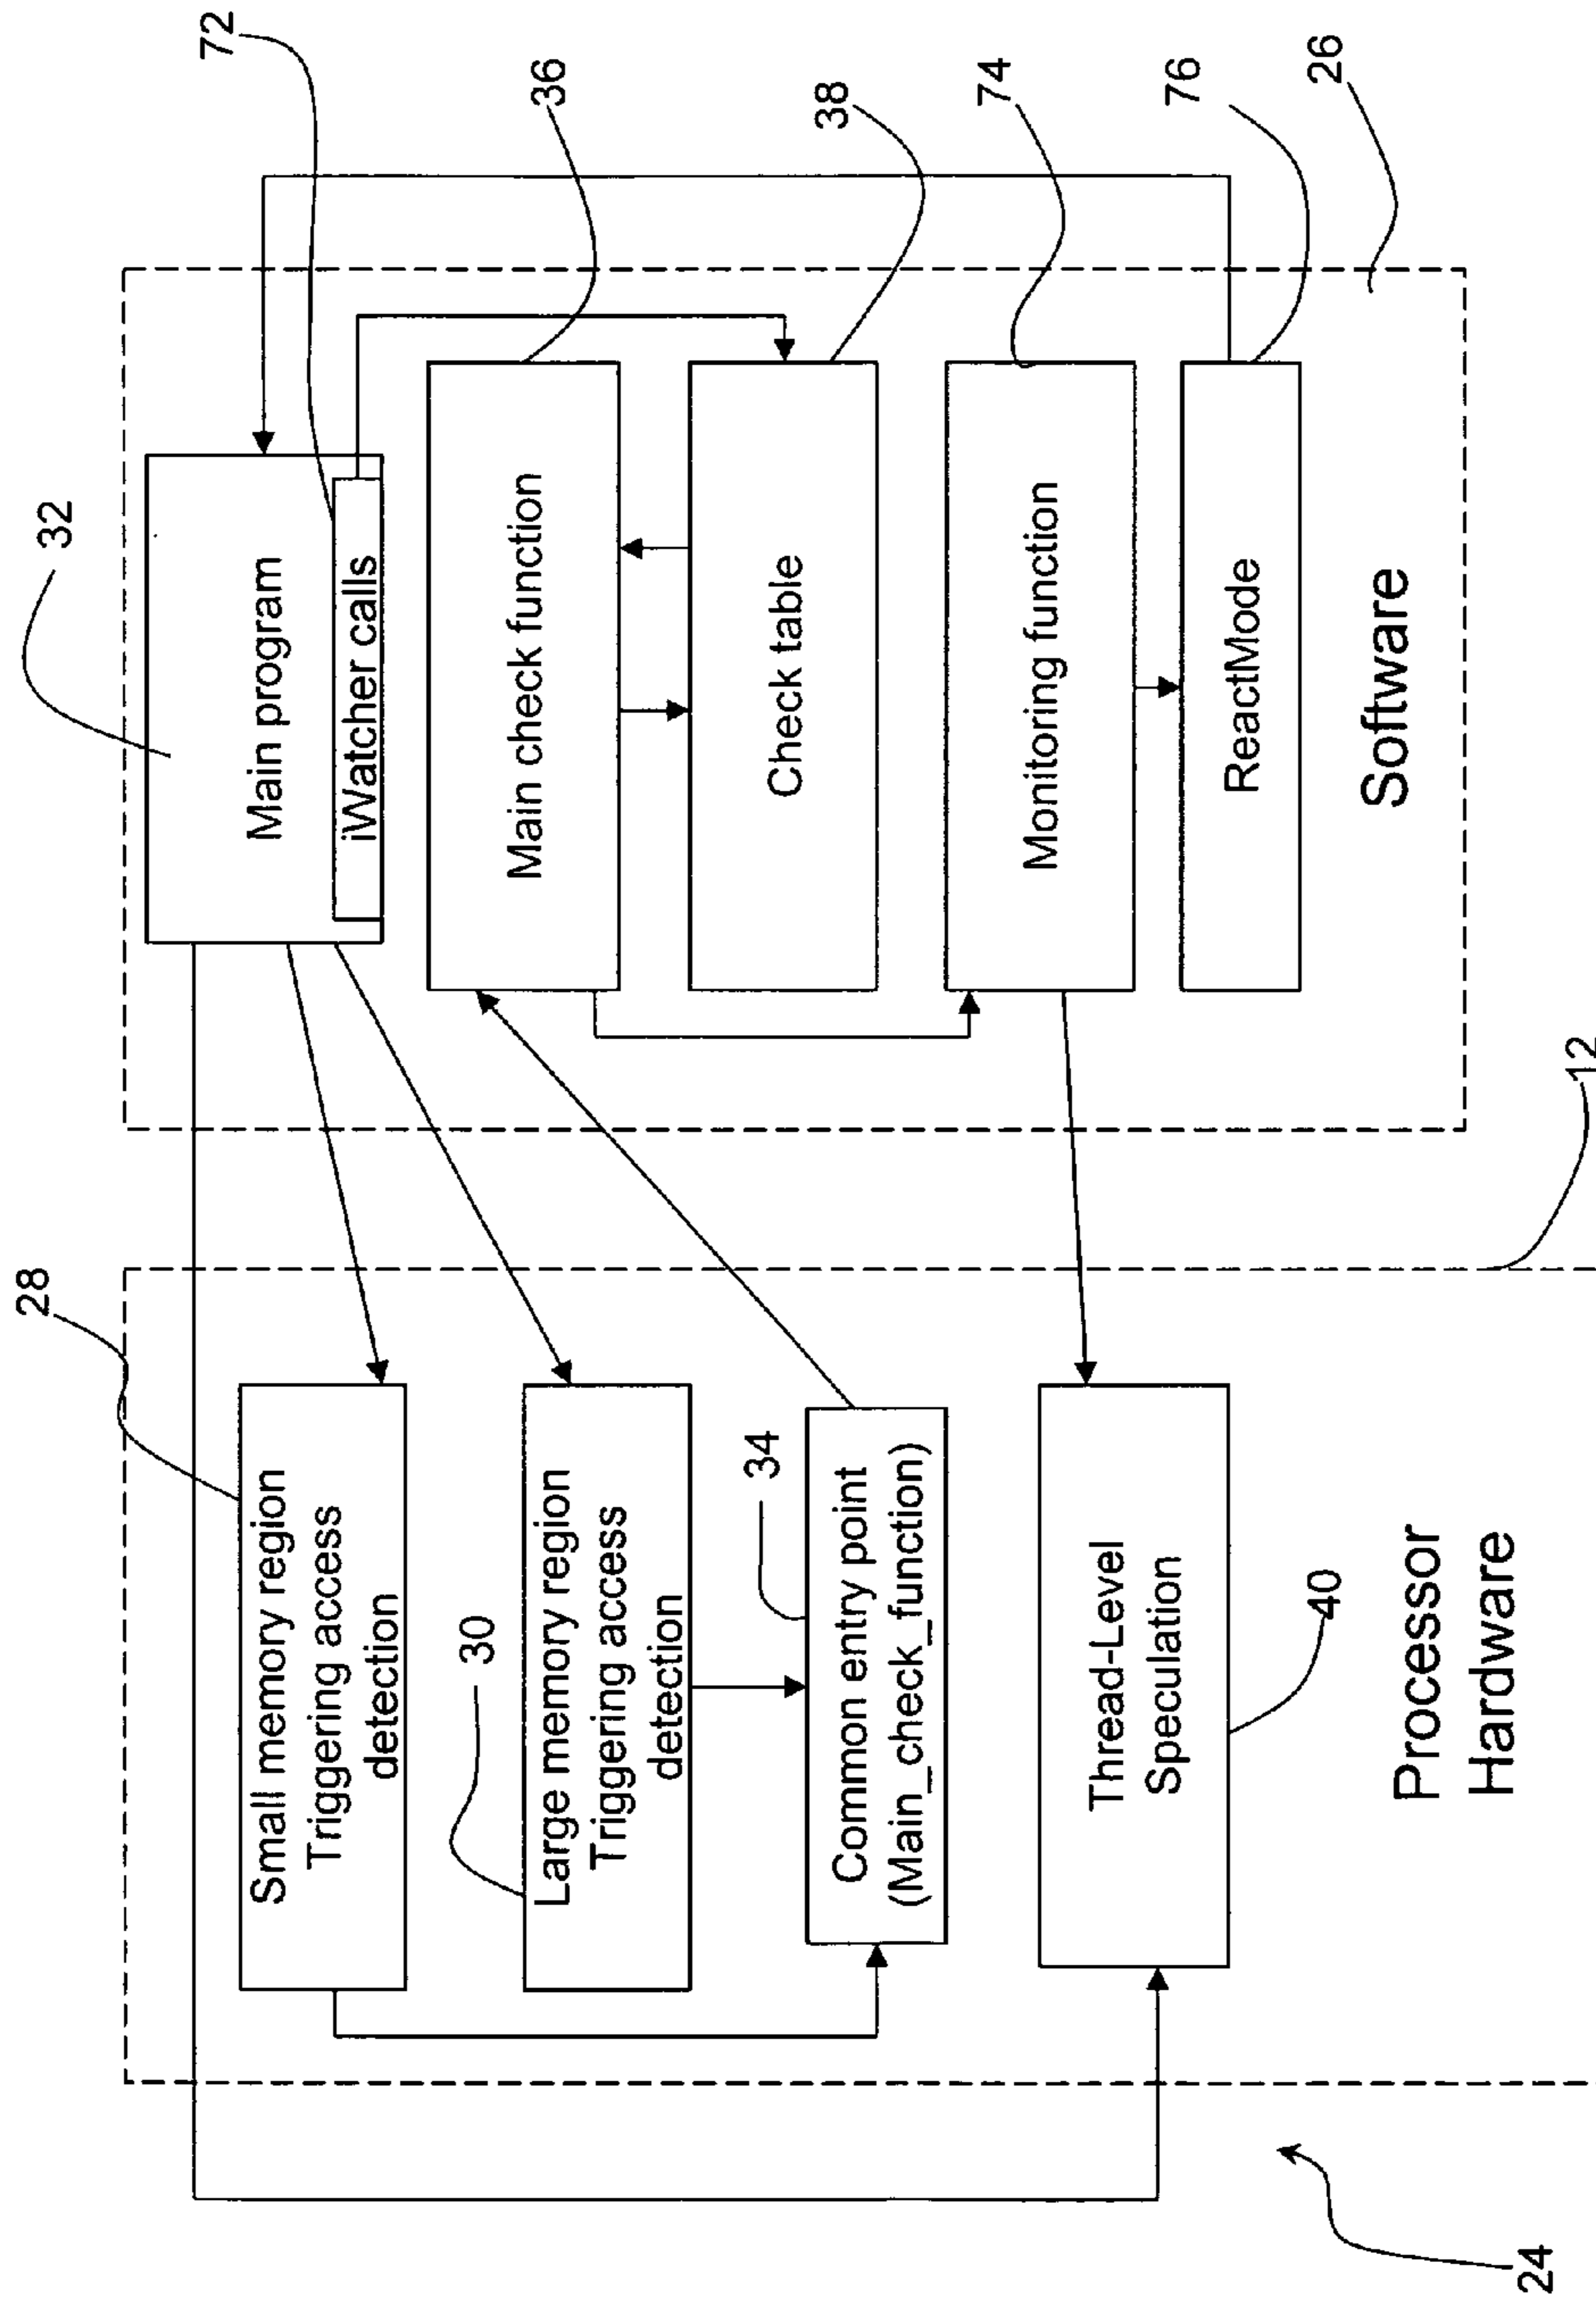 28
Small memory region
Triggering access
detection
30
Large memory region
Triggering access
detection
34
Common entry point
(Main_check_function)
Thread-Level
Speculation
40
Processor
Hardware
12
24
32
Main program
72
iWatcher calls
Main check function
36
Check table
38
Monitoring function
74
ReactMode
76
Software
26